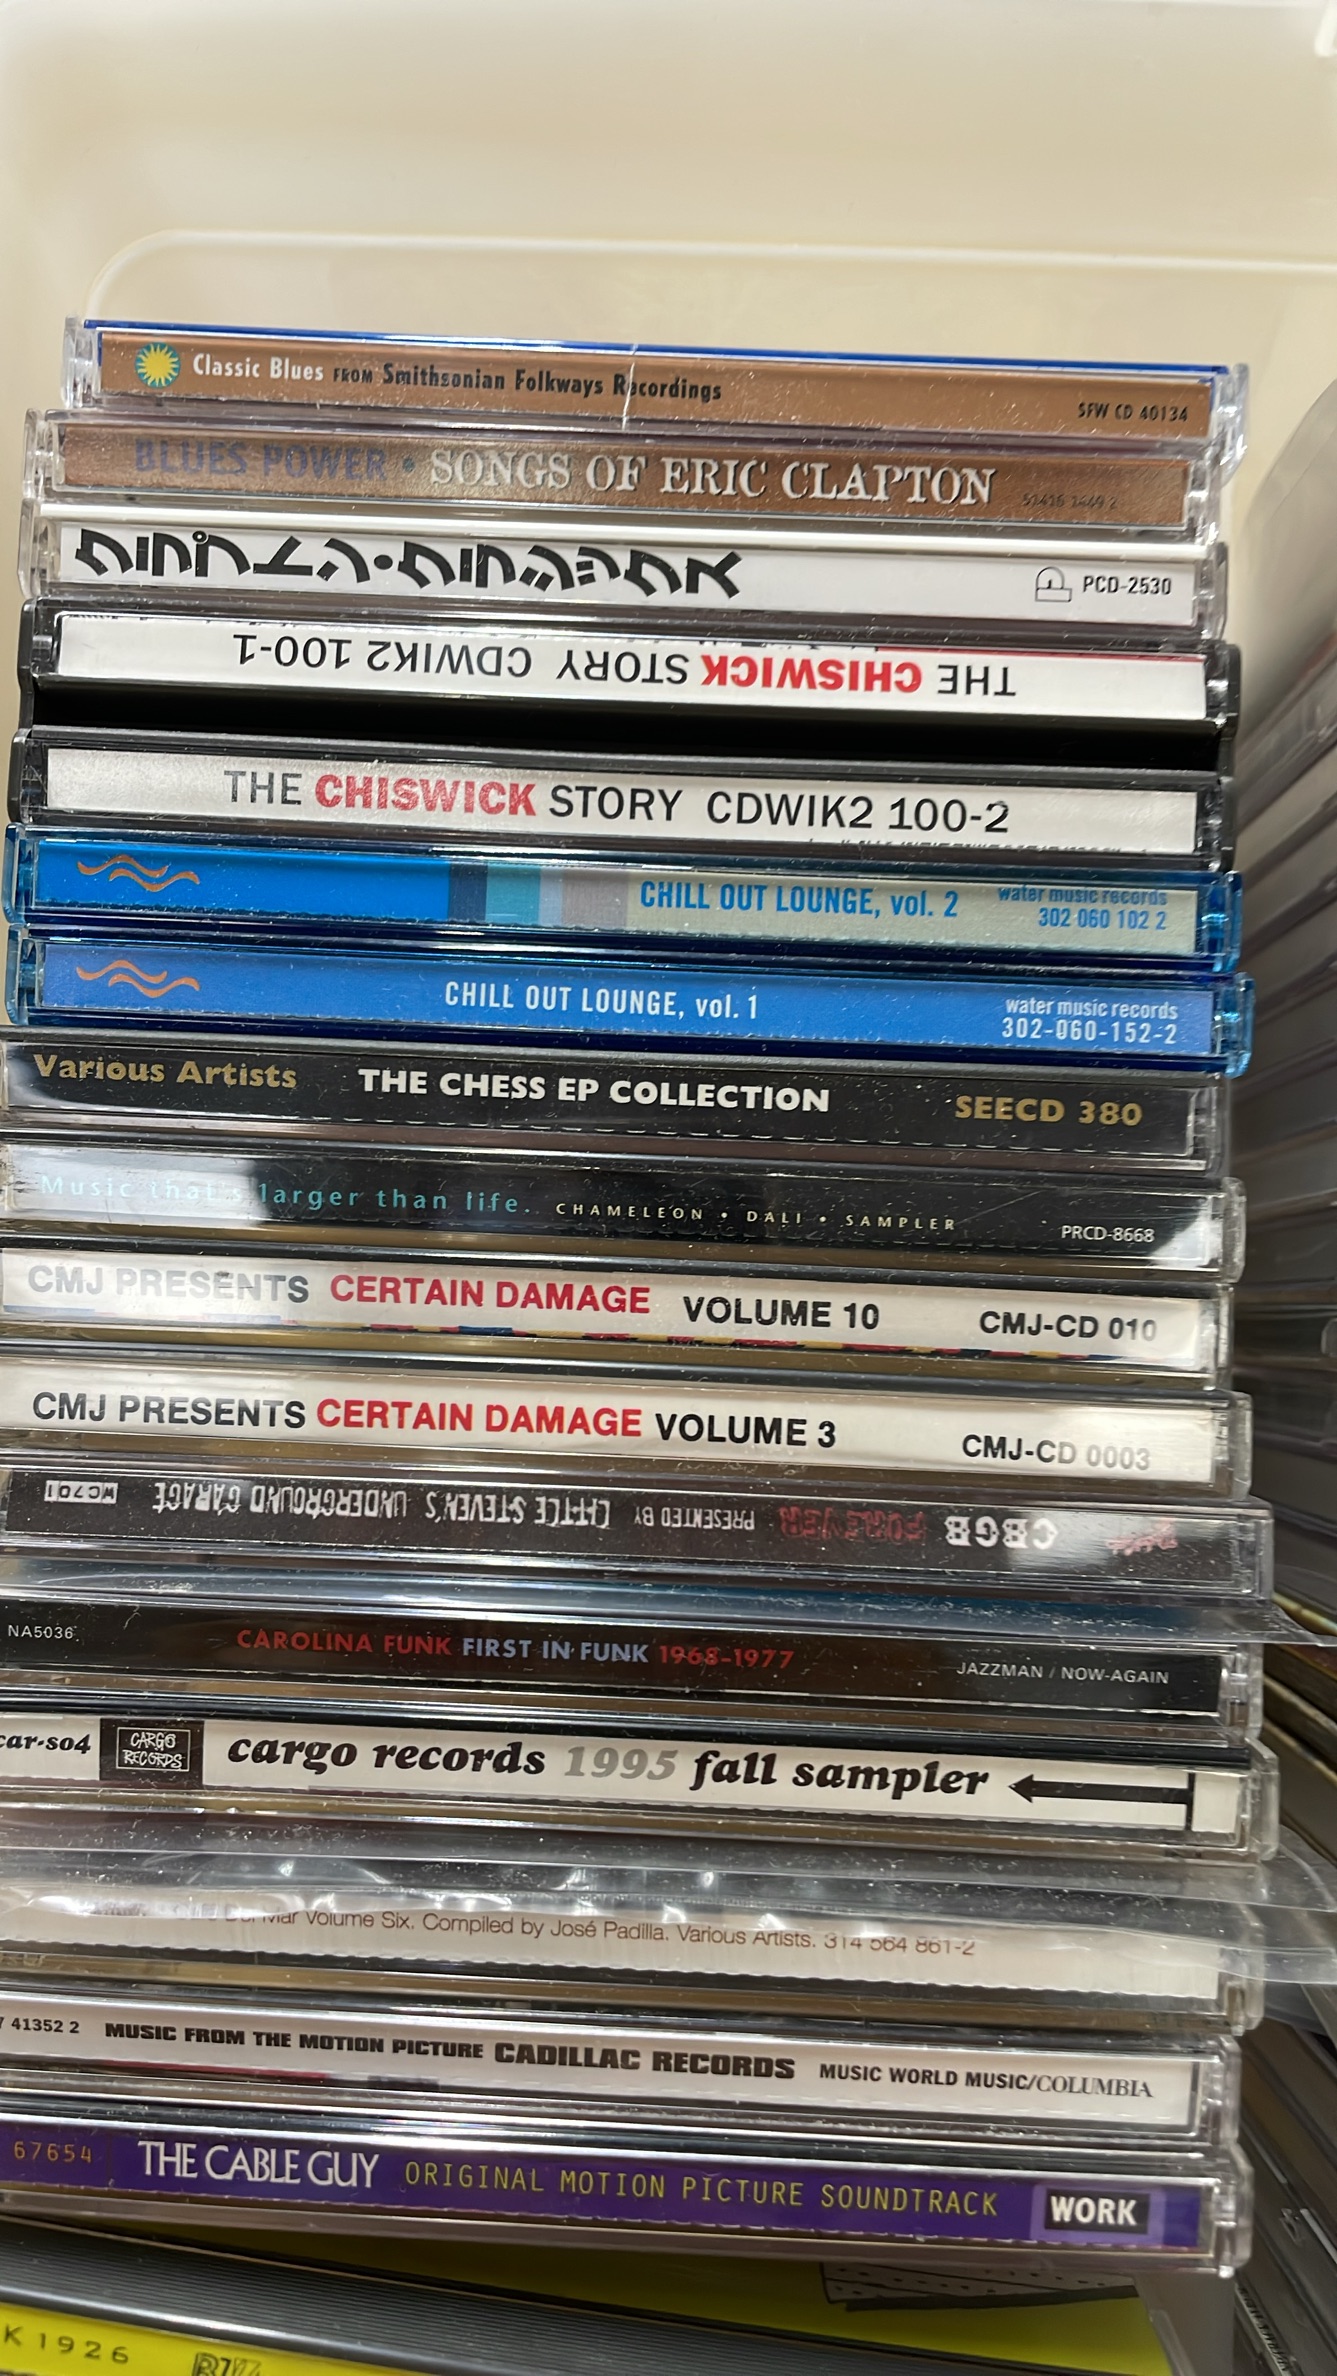 Classic Blues FROM Smithsonian Folkways Recordings SFW CD 40134
BLUES POWER • SONGS OF ERIC CLAPTON
PCD-2530
THE CHISWICK STORY CDWIK2 100-1
THE CHISWICK STORY CDWIK2 100-2
CHILL OUT LOUNGE, vol. 2 water music records
302 060 102 2
CHILL OUT LOUNGE, vol. 1 water music records
302-060-152-2
Various Artists THE CHESS EP COLLECTION SEECD 380
Music that's larger than life. CHAMELEON • DALI • SAMPLER PRCD-8668
CMJ PRESENTS CERTAIN DAMAGE VOLUME 10 CMJ-CD 010
CMJ PRESENTS CERTAIN DAMAGE VOLUME 3 CMJ-CD 0003
CBGB FOREVER PRESENTED BY LITTLE STEVEN'S UNDERGROUND GARAGE WC701
NA5036 CAROLINA FUNK FIRST IN FUNK 1968-1977 JAZZMAN / NOW-AGAIN
car-so4 CARGO RECORDS cargo records 1995 fall sampler
Mar Volume Six. Compiled by José Padilla. Various Artists. 314 564 861-2
41352 2 MUSIC FROM THE MOTION PICTURE CADILLAC RECORDS MUSIC WORLD MUSIC/COLUMBIA
67654 THE CABLE GUY ORIGINAL MOTION PICTURE SOUNDTRACK WORK
K 1926